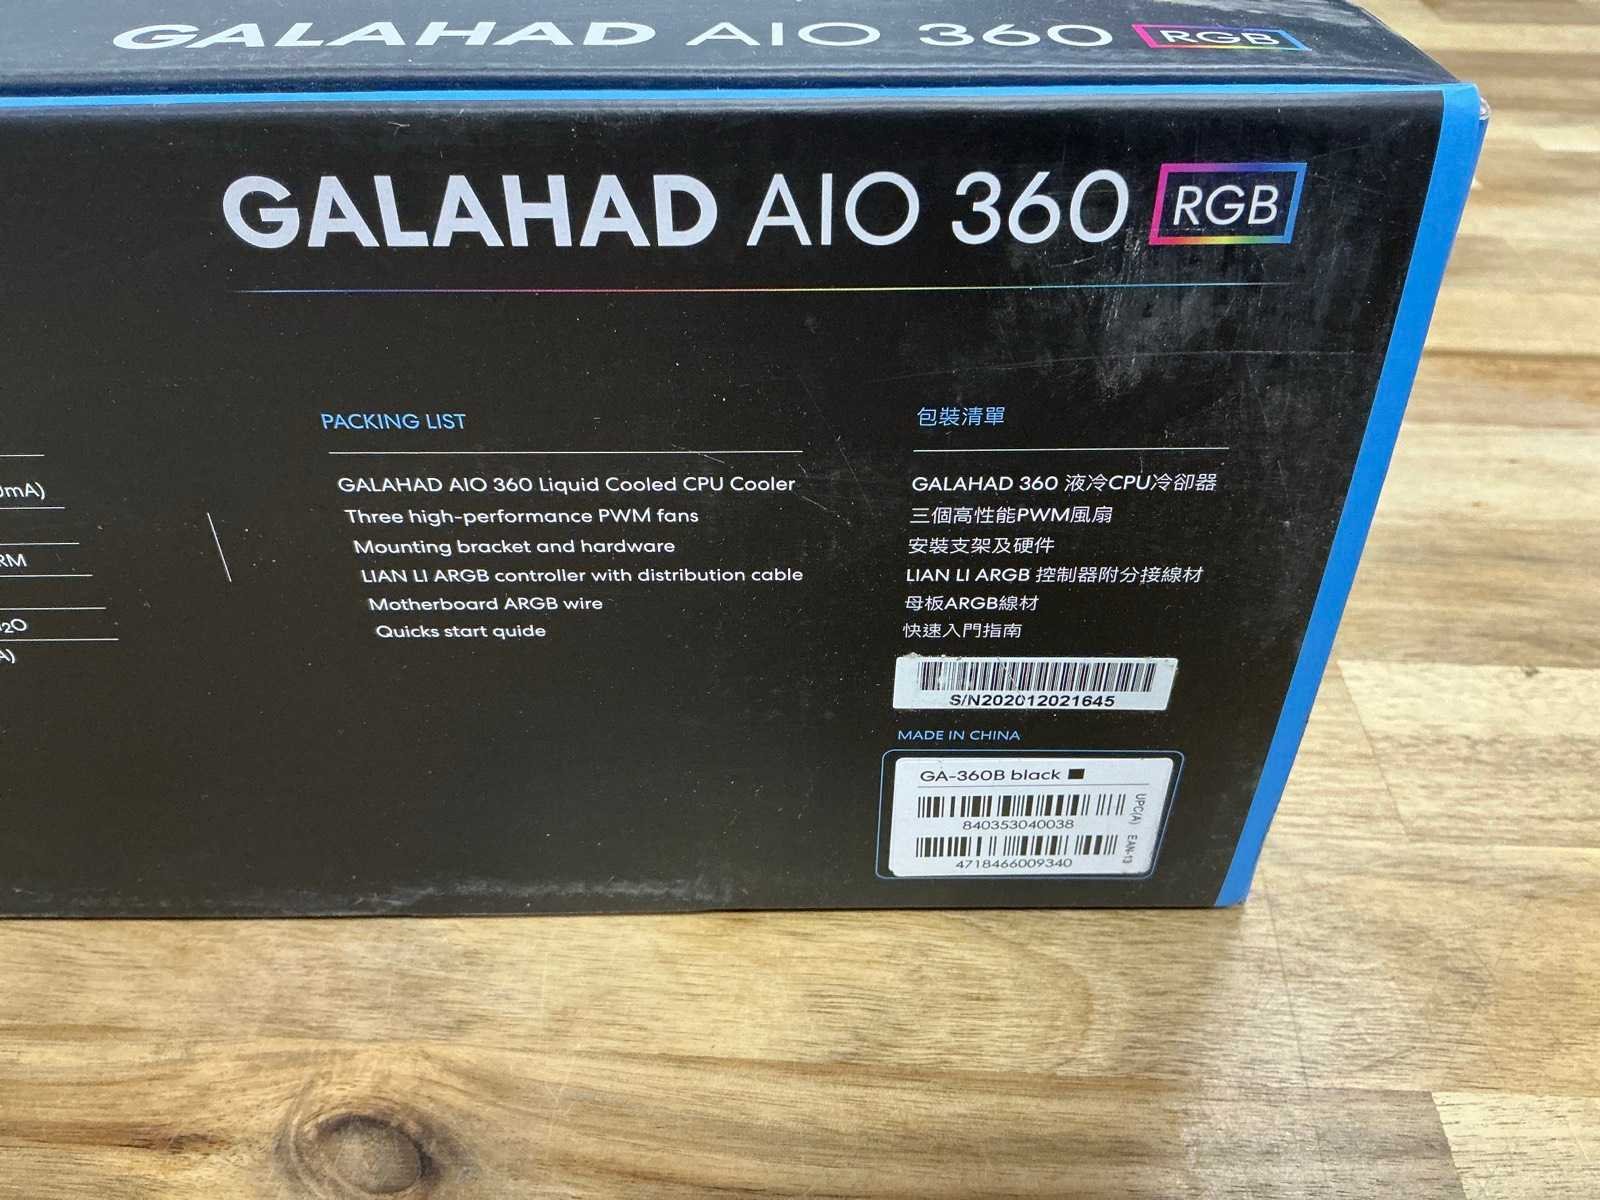 GALAHAD AIO 360 RGB
GALAHAD AIO 360 RGB
PACKING LIST
GALAHAD AIO 360 Liquid Cooled CPU Cooler
Three high-performance PWM fans
Mounting bracket and hardware
LIAN LI ARGB controller with distribution cable
Motherboard ARGB wire
Quicks start quide
包裝清單
GALAHAD 360 液冷CPU冷卻器
三個高性能PWM風扇
安裝支架及硬件
LIAN LI ARGB 控制器附分接線材
母板ARGB線材
快速入門指南
S/N202012021645
MADE IN CHINA
GA-360B black
840353040038
UPC(A)
4718466009340
EAN-13